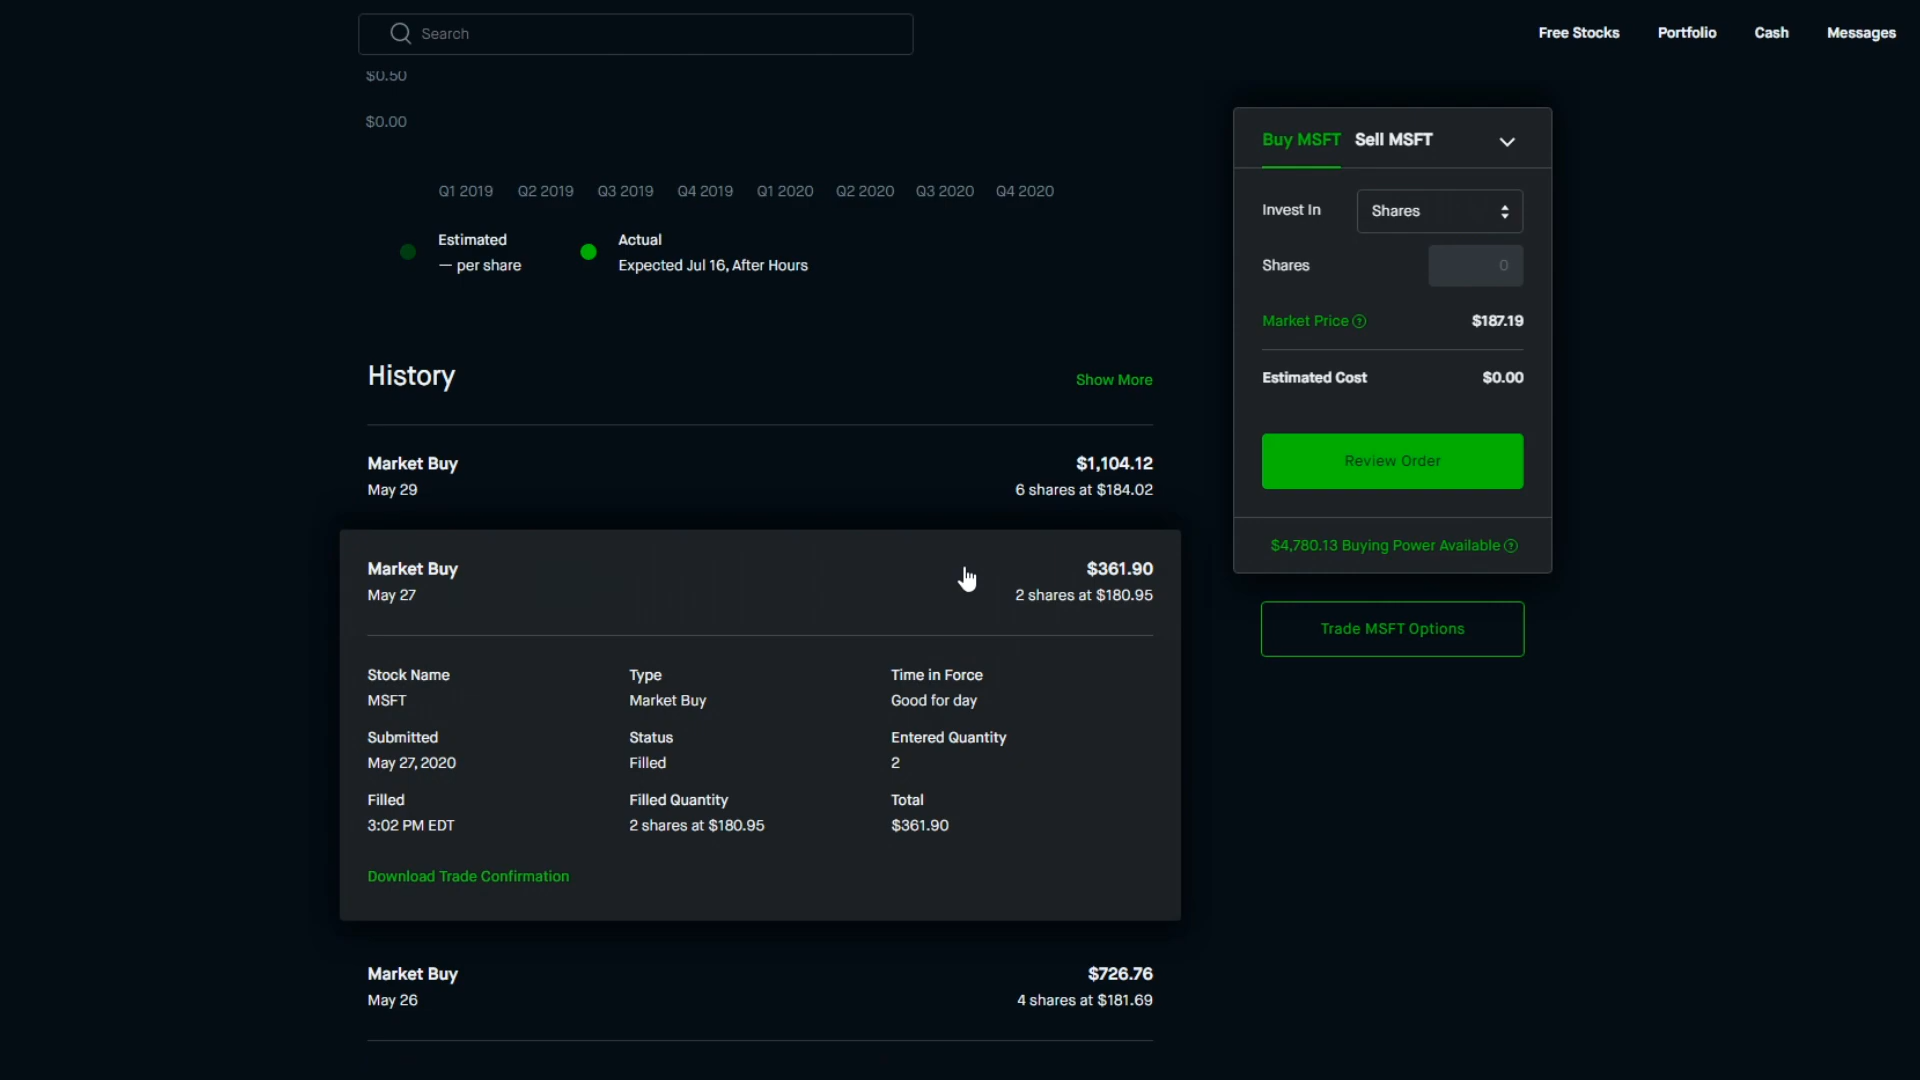 Search
Free Stocks
Portfolio
Cash
Messages
$0.50
$0.00
Q1 2019 Q2 2019 Q3 2019 Q4 2019 Q1 2020 Q2 2020 Q3 2020 Q4 2020
Estimated
— per share
Actual
Expected Jul 16, After Hours
History
Show More
Market Buy $1,104.12
May 29 6 shares at $184.02
Market Buy $361.90
May 27 2 shares at $180.95
Stock Name Type Time in Force
MSFT Market Buy Good for day
Submitted Status Entered Quantity
May 27, 2020 Filled 2
Filled Filled Quantity Total
3:02 PM EDT 2 shares at $180.95 $361.90
Download Trade Confirmation
Market Buy $726.76
May 26 4 shares at $181.69
Buy MSFT Sell MSFT
Invest In Shares
Shares 0
Market Price ? $187.19
Estimated Cost $0.00
Review Order
$4,780.13 Buying Power Available ?
Trade MSFT Options